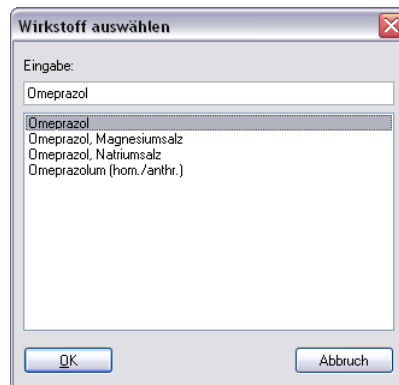 Wirkstoff auswählen
Eingabe:
Omeprazol
Omeprazol
Omeprazol, Magnesiumsalz
Omeprazol, Natriumsalz
Omeprazolum (hom./anthr.)
OK
Abbruch